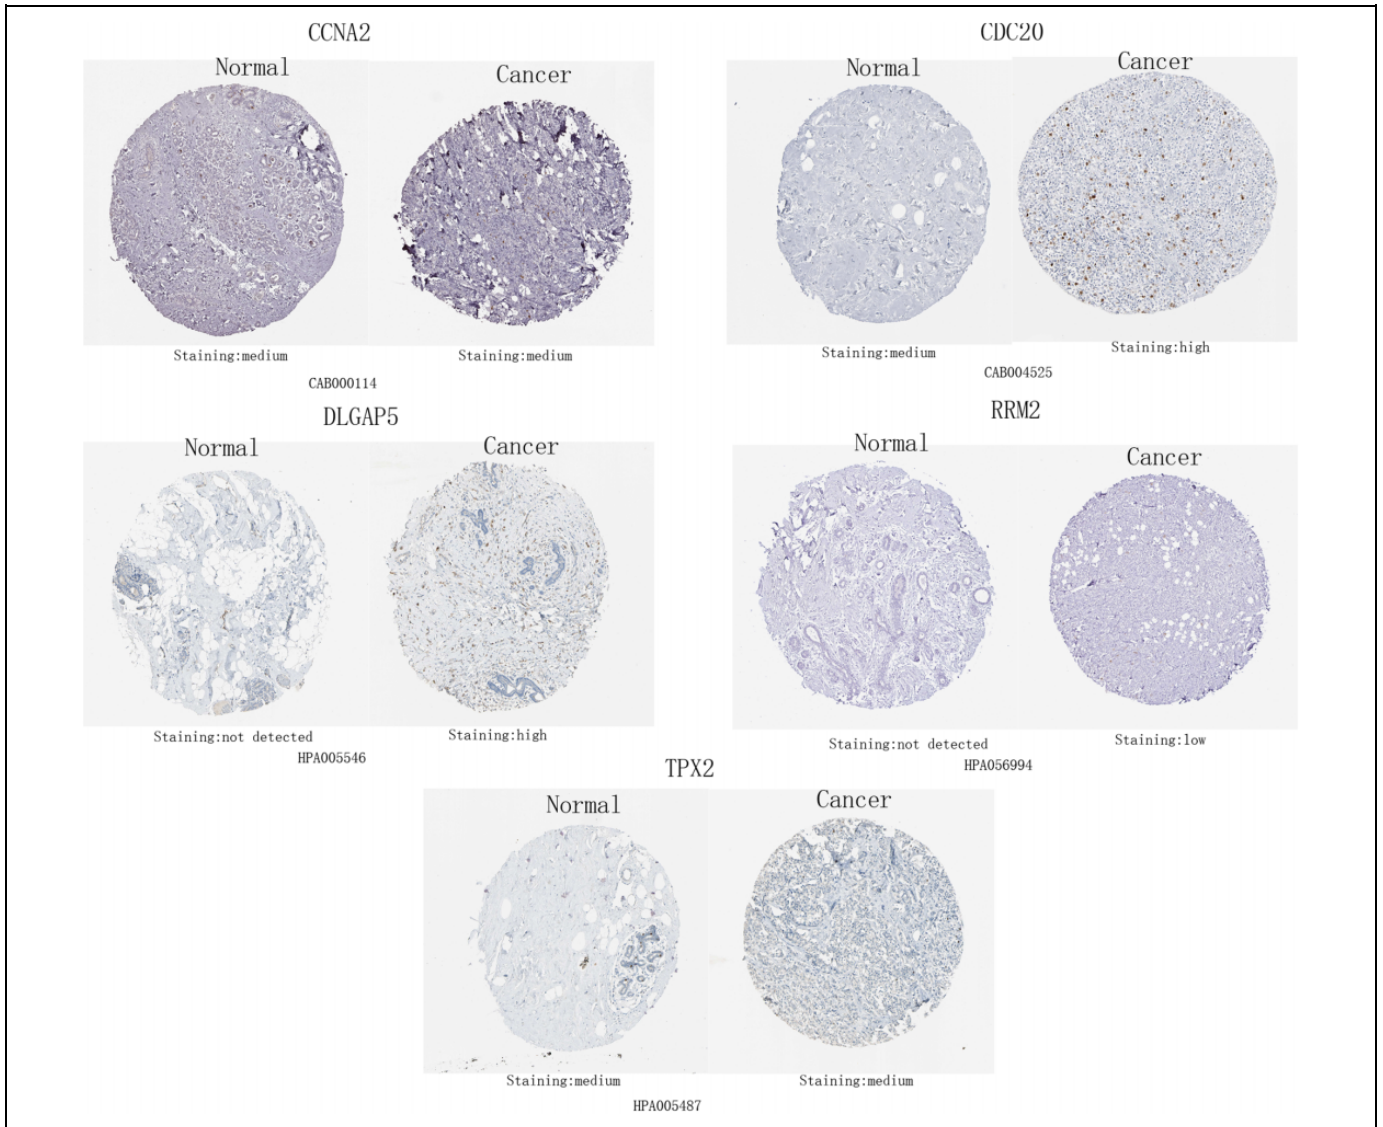 CCNA2
Normal
Cancer
Staining:medium
Staining:medium
CAB000114
CDC20
Normal
Cancer
Staining:medium
Staining:high
CAB004525
DLGAP5
Normal
Cancer
Staining:not detected
Staining:high
HPA005546
RRM2
Normal
Cancer
Staining:not detected
Staining:low
HPA056994
TPX2
Normal
Cancer
Staining:medium
Staining:medium
HPA005487